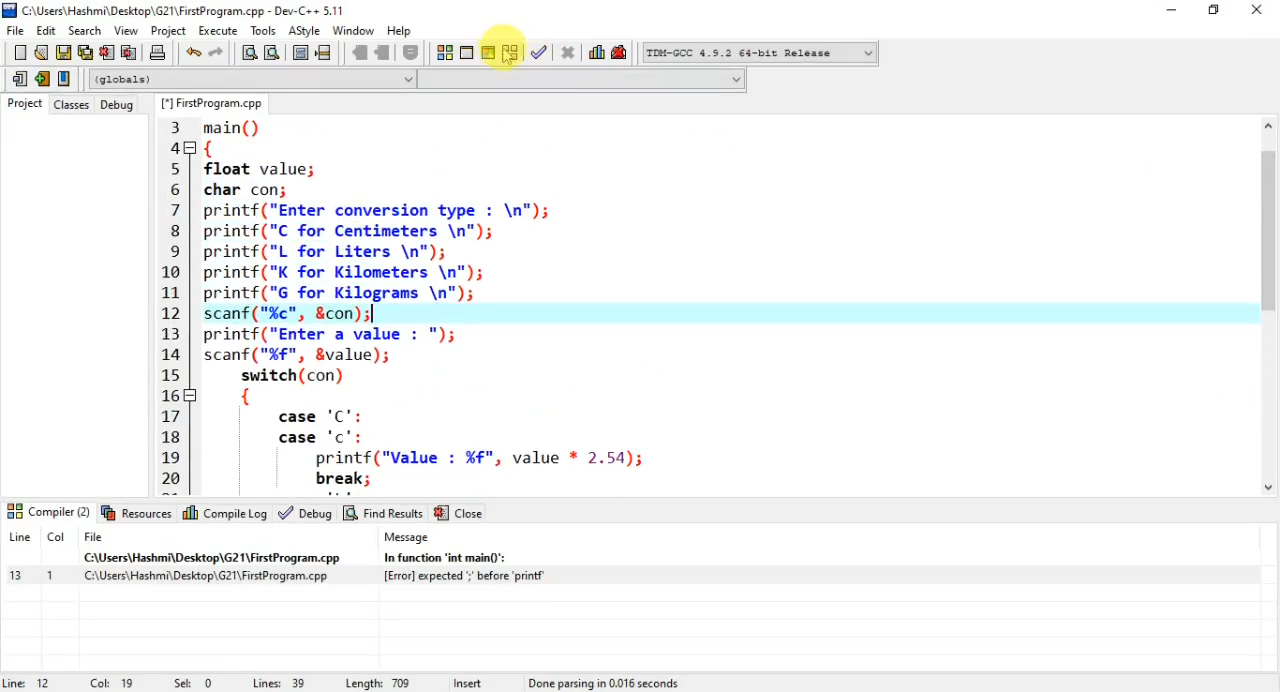 C:\Users\Hashmi\Desktop\G21\FirstProgram.cpp - Dev-C++ 5.11
File Edit Search View Project Execute Tools AStyle Window Help
TDM-GCC 4.9.2 64-bit Release
(globals)
Project Classes Debug [*] FirstProgram.cpp
3 main()
4 {
5 float value;
6 char con;
7 printf("Enter conversion type : \n");
8 printf("C for Centimeters \n");
9 printf("L for Liters \n");
10 printf("K for Kilometers \n");
11 printf("G for Kilograms \n");
12 scanf("%c", &con);
13 printf("Enter a value : ");
14 scanf("%f", &value);
15 switch(con)
16 {
17 case 'C':
18 case 'c':
19 printf("Value : %f", value * 2.54);
20 break;
Compiler (2) Resources Compile Log Debug Find Results Close
Line Col File Message
C:\Users\Hashmi\Desktop\G21\FirstProgram.cpp In function 'int main()':
13 1 C:\Users\Hashmi\Desktop\G21\FirstProgram.cpp [Error] expected ';' before 'printf'
Line: 12 Col: 19 Sel: 0 Lines: 39 Length: 709 Insert Done parsing in 0.016 seconds